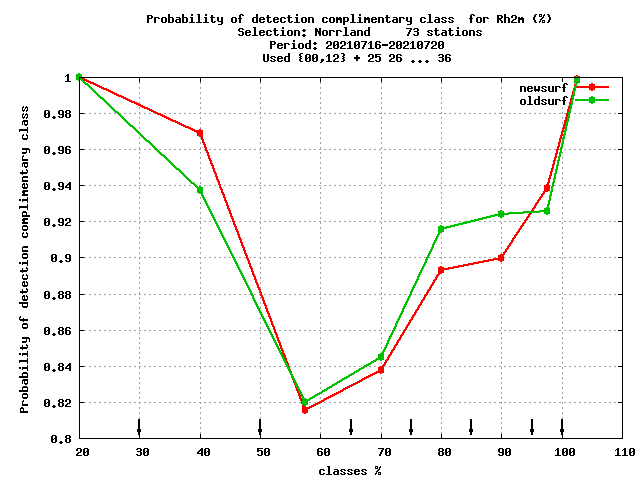 Probability of detection complimentary class  for Rh2m (%)
Selection: Norrland     73 stations
Period: 20210716-20210720
Used {00,12} + 25 26 ... 36
newsurf
oldsurf
Probability of detection complimentary class
1
0.98
0.96
0.94
0.92
0.9
0.88
0.86
0.84
0.82
0.8
20 30 40 50 60 70 80 90 100 110
classes %